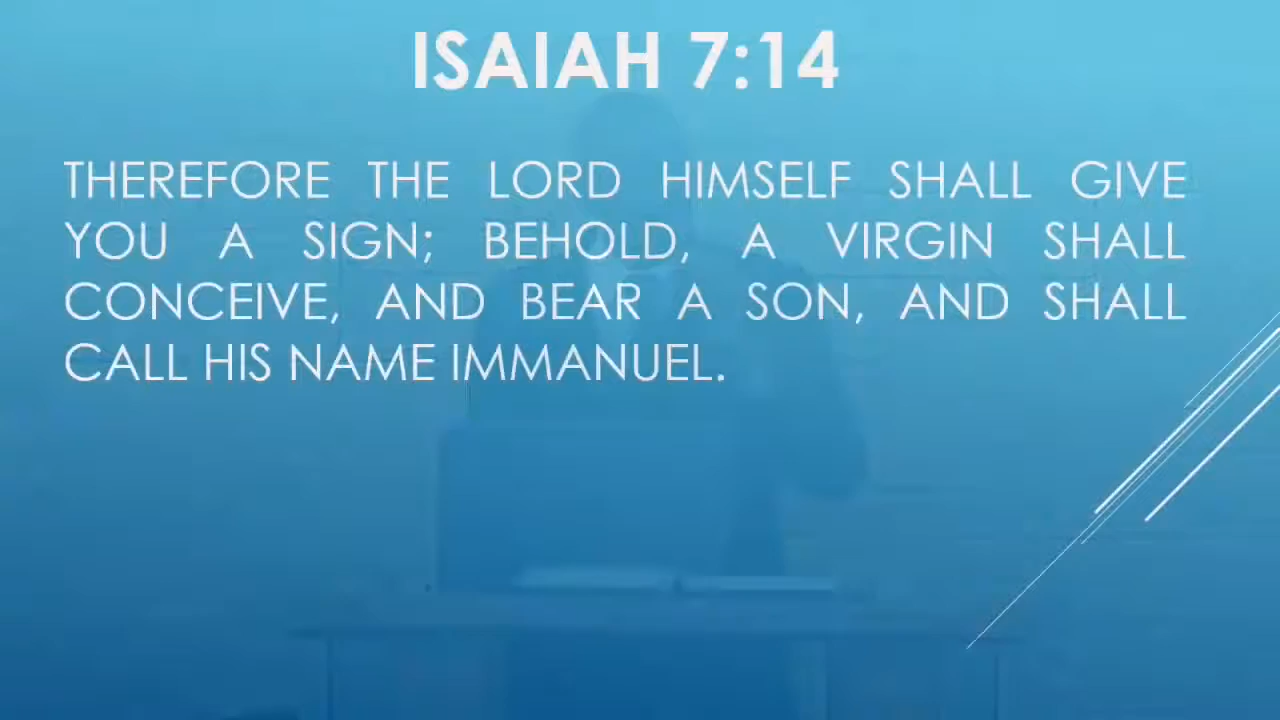 ISAIAH 7:14
THEREFORE THE LORD HIMSELF SHALL GIVE
YOU A SIGN; BEHOLD, A VIRGIN SHALL
CONCEIVE, AND BEAR A SON, AND SHALL
CALL HIS NAME IMMANUEL.